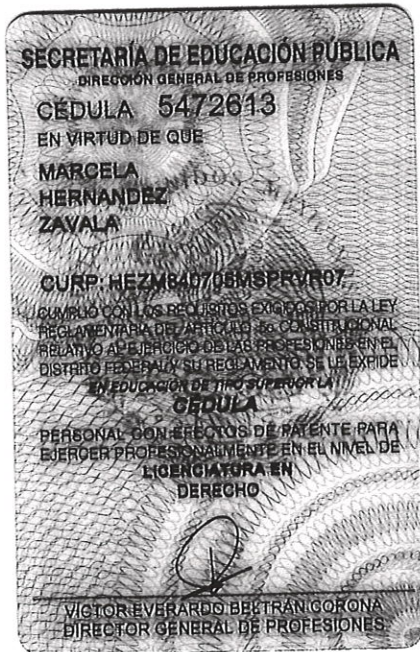 SECRETARÍA DE EDUCACIÓN PÚBLICA
DIRECCIÓN GENERAL DE PROFESIONES
CÉDULA 5472613
EN VIRTUD DE QUE
MARCELA
HERNANDEZ
ZAVALA
CURP: HEZM840705MSPRVR07
CUMPLIÓ CON LOS REQUISITOS EXIGIDOS POR LA LEY
REGLAMENTARIA DEL ARTÍCULO 5o. CONSTITUCIONAL
RELATIVO AL EJERCICIO DE LAS PROFESIONES EN EL
DISTRITO FEDERAL Y SU REGLAMENTO SE LE EXPIDE
EN EDUCACIÓN DE TIPO SUPERIOR LA
CÉDULA
PERSONAL CON EFECTOS DE PATENTE PARA
EJERCER PROFESIONALMENTE EN EL NIVEL DE
LICENCIATURA EN
DERECHO
VICTOR EVERARDO BELTRÁN CORONA
DIRECTOR GENERAL DE PROFESIONES